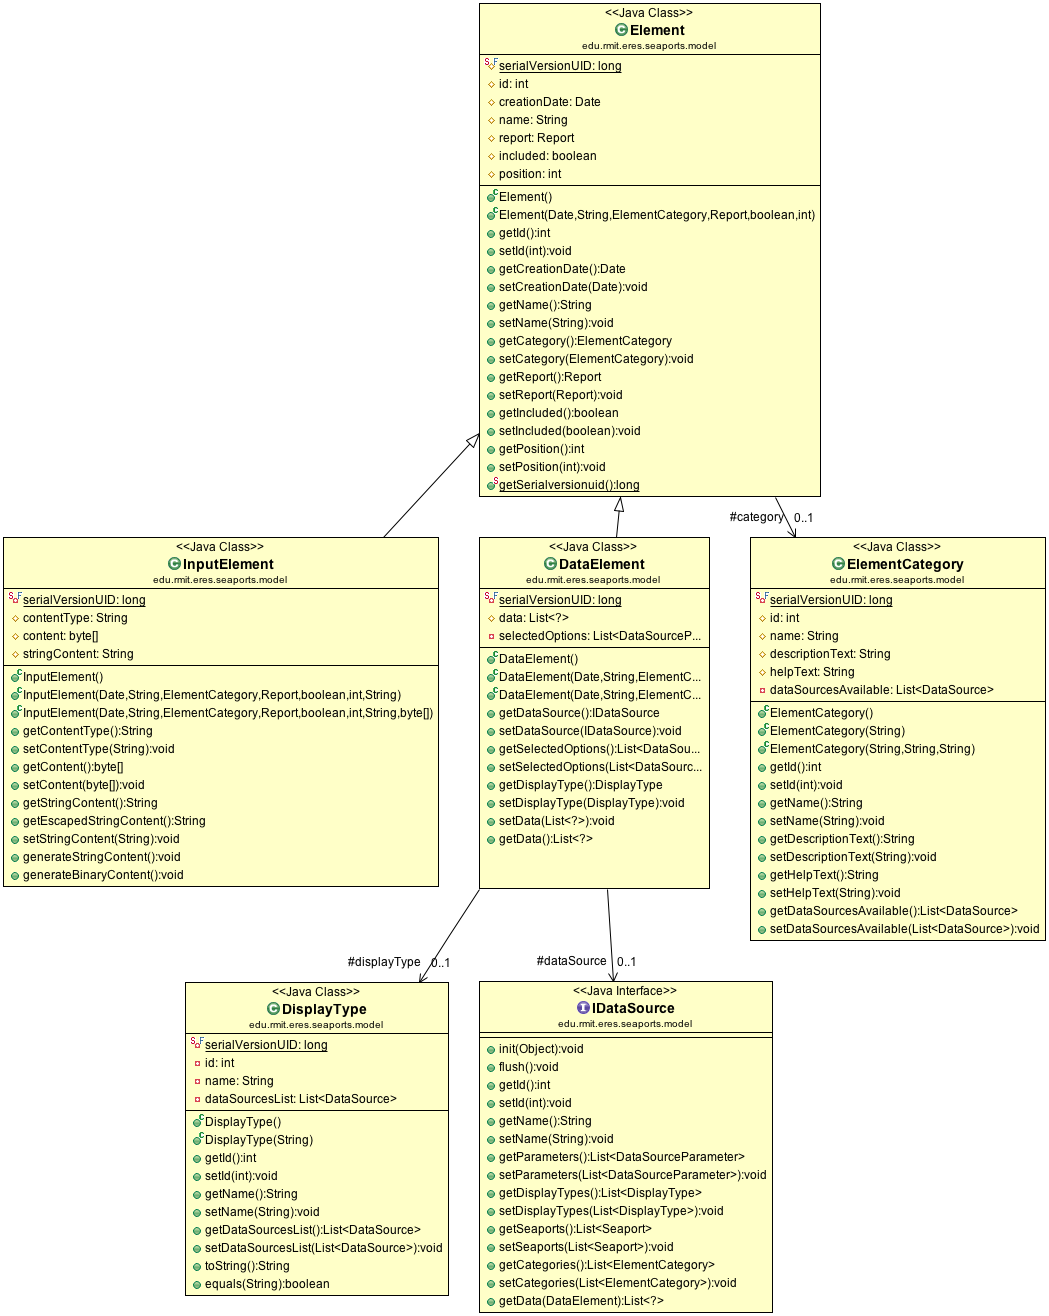 <<Java Class>>
Element
edu.rmit.eres.seaports.model
serialVersionUID: long
id: int
creationDate: Date
name: String
report: Report
included: boolean
position: int
Element()
Element(Date,String,ElementCategory,Report,boolean,int)
getId():int
setId(int):void
getCreationDate():Date
setCreationDate(Date):void
getName():String
setName(String):void
getCategory():ElementCategory
setCategory(ElementCategory):void
getReport():Report
setReport(Report):void
getIncluded():boolean
setIncluded(boolean):void
getPosition():int
setPosition(int):void
getSerialversionuid():long
#category 0..1
<<Java Class>>
InputElement
edu.rmit.eres.seaports.model
serialVersionUID: long
contentType: String
content: byte[]
stringContent: String
InputElement()
InputElement(Date,String,ElementCategory,Report,boolean,int,String)
InputElement(Date,String,ElementCategory,Report,boolean,int,String,byte[])
getContentType():String
setContentType(String):void
getContent():byte[]
setContent(byte[]):void
getStringContent():String
getEscapedStringContent():String
setStringContent(String):void
generateStringContent():void
generateBinaryContent():void
<<Java Class>>
DataElement
edu.rmit.eres.seaports.model
serialVersionUID: long
data: List<?>
selectedOptions: List<DataSourceP...
DataElement()
DataElement(Date,String,ElementC...
DataElement(Date,String,ElementC...
getDataSource():IDataSource
setDataSource(IDataSource):void
getSelectedOptions():List<DataSou...
setSelectedOptions(List<DataSourc...
getDisplayType():DisplayType
setDisplayType(DisplayType):void
setData(List<?>):void
getData():List<?>
<<Java Class>>
ElementCategory
edu.rmit.eres.seaports.model
serialVersionUID: long
id: int
name: String
descriptionText: String
helpText: String
dataSourcesAvailable: List<DataSource>
ElementCategory()
ElementCategory(String)
ElementCategory(String,String,String)
getId():int
setId(int):void
getName():String
setName(String):void
getDescriptionText():String
setDescriptionText(String):void
getHelpText():String
setHelpText(String):void
getDataSourcesAvailable():List<DataSource>
setDataSourcesAvailable(List<DataSource>):void
#displayType 0..1
#dataSource 0..1
<<Java Class>>
DisplayType
edu.rmit.eres.seaports.model
serialVersionUID: long
id: int
name: String
dataSourcesList: List<DataSource>
DisplayType()
DisplayType(String)
getId():int
setId(int):void
getName():String
setName(String):void
getDataSourcesList():List<DataSource>
setDataSourcesList(List<DataSource>):void
toString():String
equals(String):boolean
<<Java Interface>>
IDataSource
edu.rmit.eres.seaports.model
init(Object):void
flush():void
getId():int
setId(int):void
getName():String
setName(String):void
getParameters():List<DataSourceParameter>
setParameters(List<DataSourceParameter>):void
getDisplayTypes():List<DisplayType>
setDisplayTypes(List<DisplayType>):void
getSeaports():List<Seaport>
setSeaports(List<Seaport>):void
getCategories():List<ElementCategory>
setCategories(List<ElementCategory>):void
getData(DataElement):List<?>